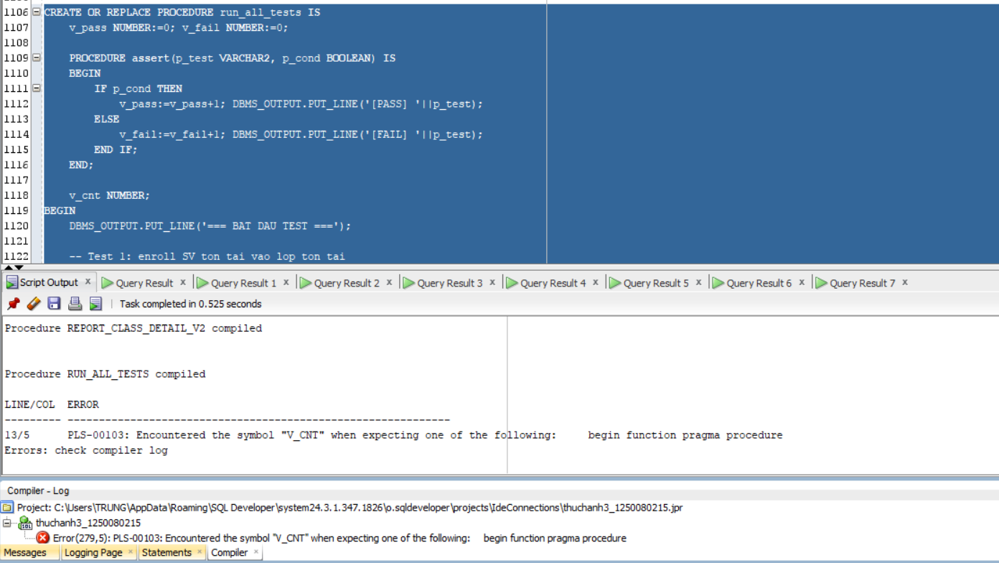 1106 CREATE OR REPLACE PROCEDURE run_all_tests IS
1107 v_pass NUMBER:=0; v_fail NUMBER:=0;
1108
1109 PROCEDURE assert(p_test VARCHAR2, p_cond BOOLEAN) IS
1110 BEGIN
1111 IF p_cond THEN
1112 v_pass:=v_pass+1; DBMS_OUTPUT.PUT_LINE('[PASS] '||p_test);
1113 ELSE
1114 v_fail:=v_fail+1; DBMS_OUTPUT.PUT_LINE('[FAIL] '||p_test);
1115 END IF;
1116 END;
1117
1118 v_cnt NUMBER;
1119 BEGIN
1120 DBMS_OUTPUT.PUT_LINE('=== BAT DAU TEST ===');
1121
1122 -- Test 1: enroll SV ton tai vao lop ton tai
Script Output x Query Result x Query Result 1 x Query Result 2 x Query Result 3 x Query Result 4 x Query Result 5 x Query Result 6 x Query Result 7 x
Task completed in 0.525 seconds
Procedure REPORT_CLASS_DETAIL_V2 compiled
Procedure RUN_ALL_TESTS compiled
LINE/COL ERROR
--------- -------------------------------------------------------------
13/5 PLS-00103: Encountered the symbol "V_CNT" when expecting one of the following: begin function pragma procedure
Errors: check compiler log
Compiler - Log
Project: C:\Users\TRUNG\AppData\Roaming\SQL Developer\system24.3.1.347.1826\o.sqldeveloper\projects\IdeConnections\thuchanh3_1250080215.jpr
thuchanh3_1250080215
Error(279,5): PLS-00103: Encountered the symbol "V_CNT" when expecting one of the following: begin function pragma procedure
Messages Logging Page x Statements x Compiler x